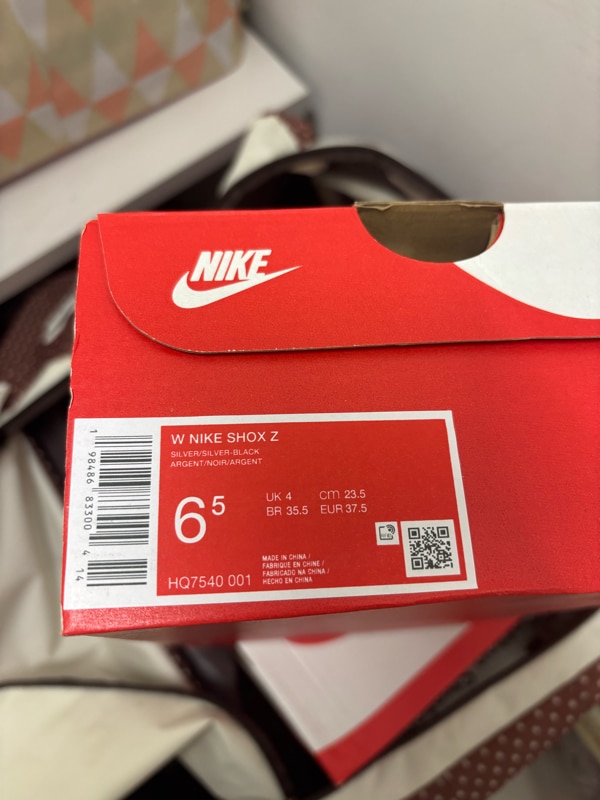 NIKE
W NIKE SHOX Z
SILVER/SILVER-BLACK
ARGENT/NOIR/ARGENT
6⁵
UK 4 cm 23.5
BR 35.5 EUR 37.5
MADE IN CHINA /
FABRIQUE EN CHINE /
FABRICADO NA CHINA /
HECHO EN CHINA
HQ7540 001
1 98486 83300 4 14